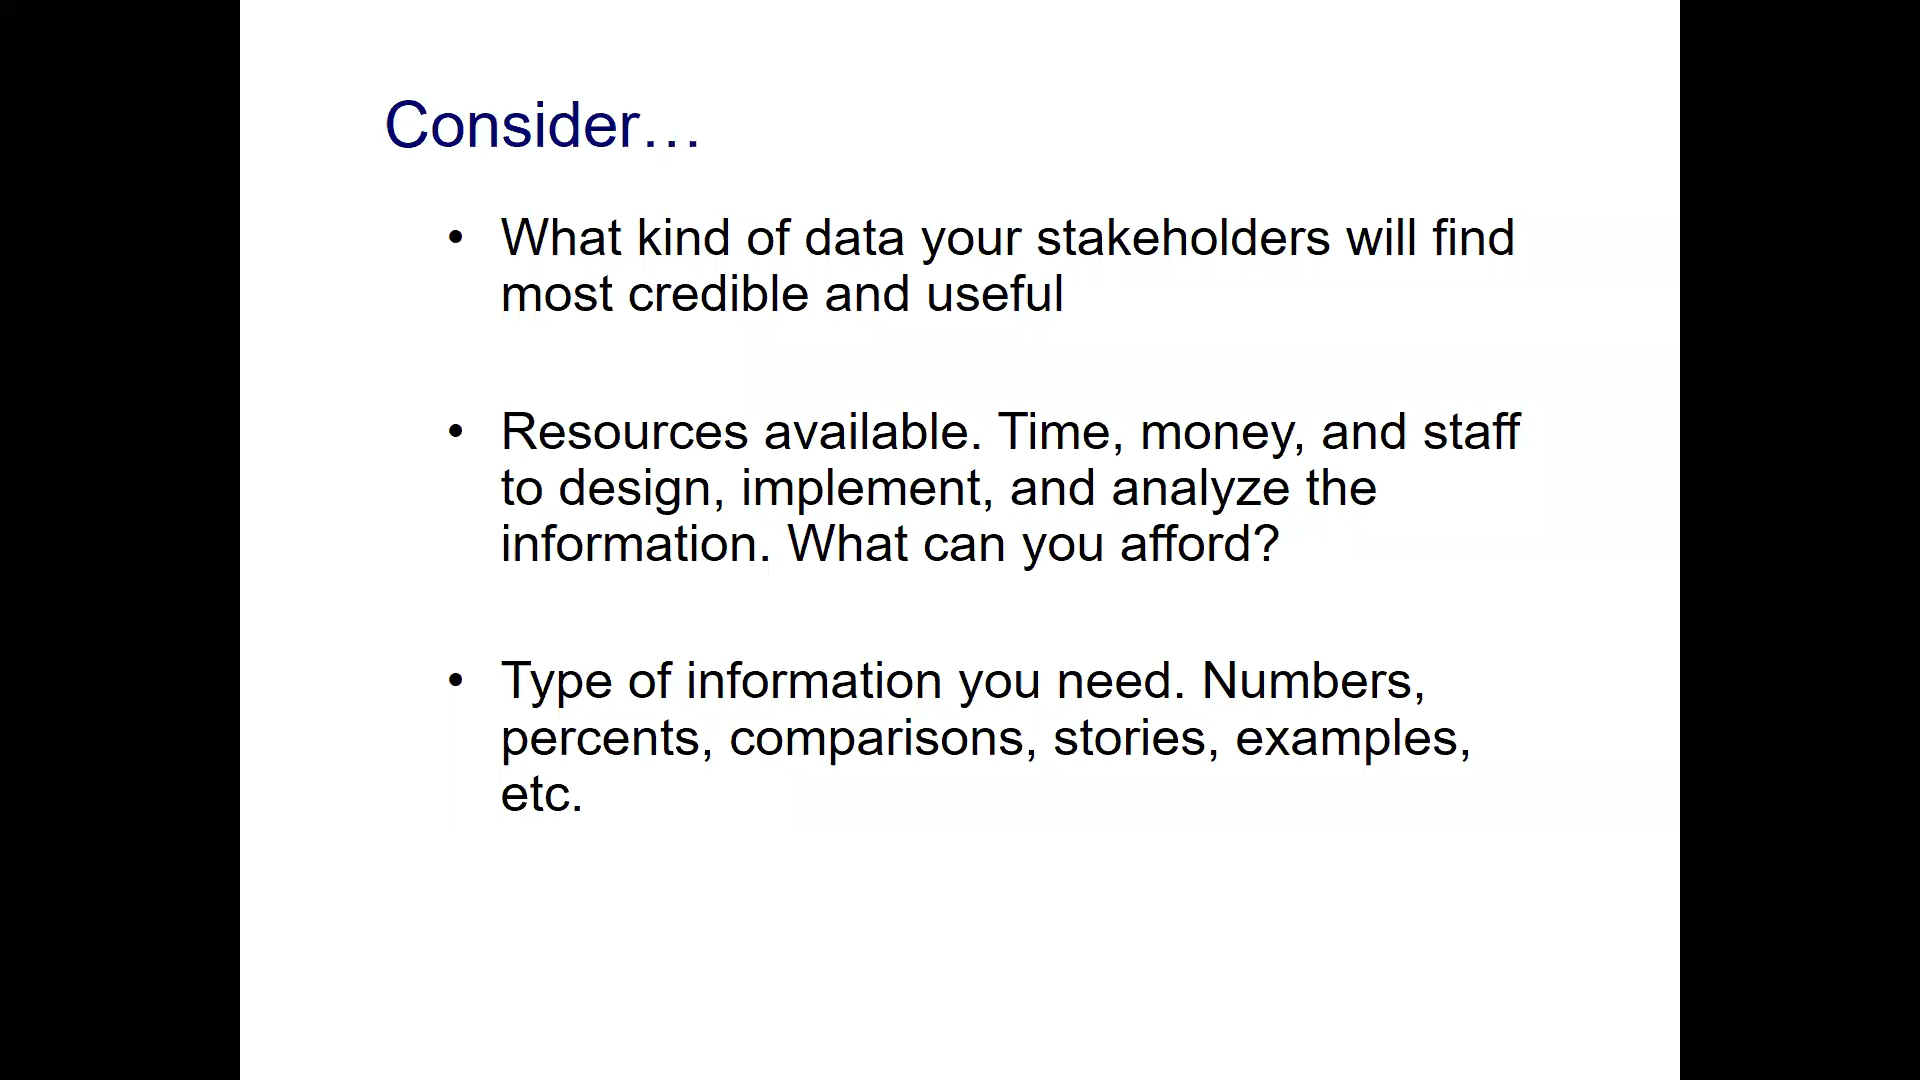 Consider…
• What kind of data your stakeholders will find
most credible and useful
• Resources available. Time, money, and staff
to design, implement, and analyze the
information. What can you afford?
• Type of information you need. Numbers,
percents, comparisons, stories, examples,
etc.